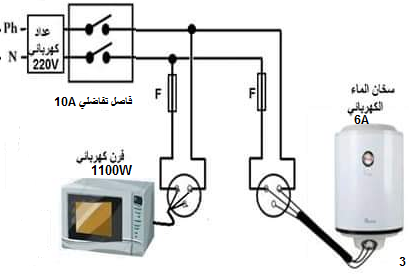 Ph
N
عداد
كهربائي
220V
فاصل تفاضلي 10A
F
F
سخان الماء
الكهربائي
6A
فرن كهربائي
1100W
3